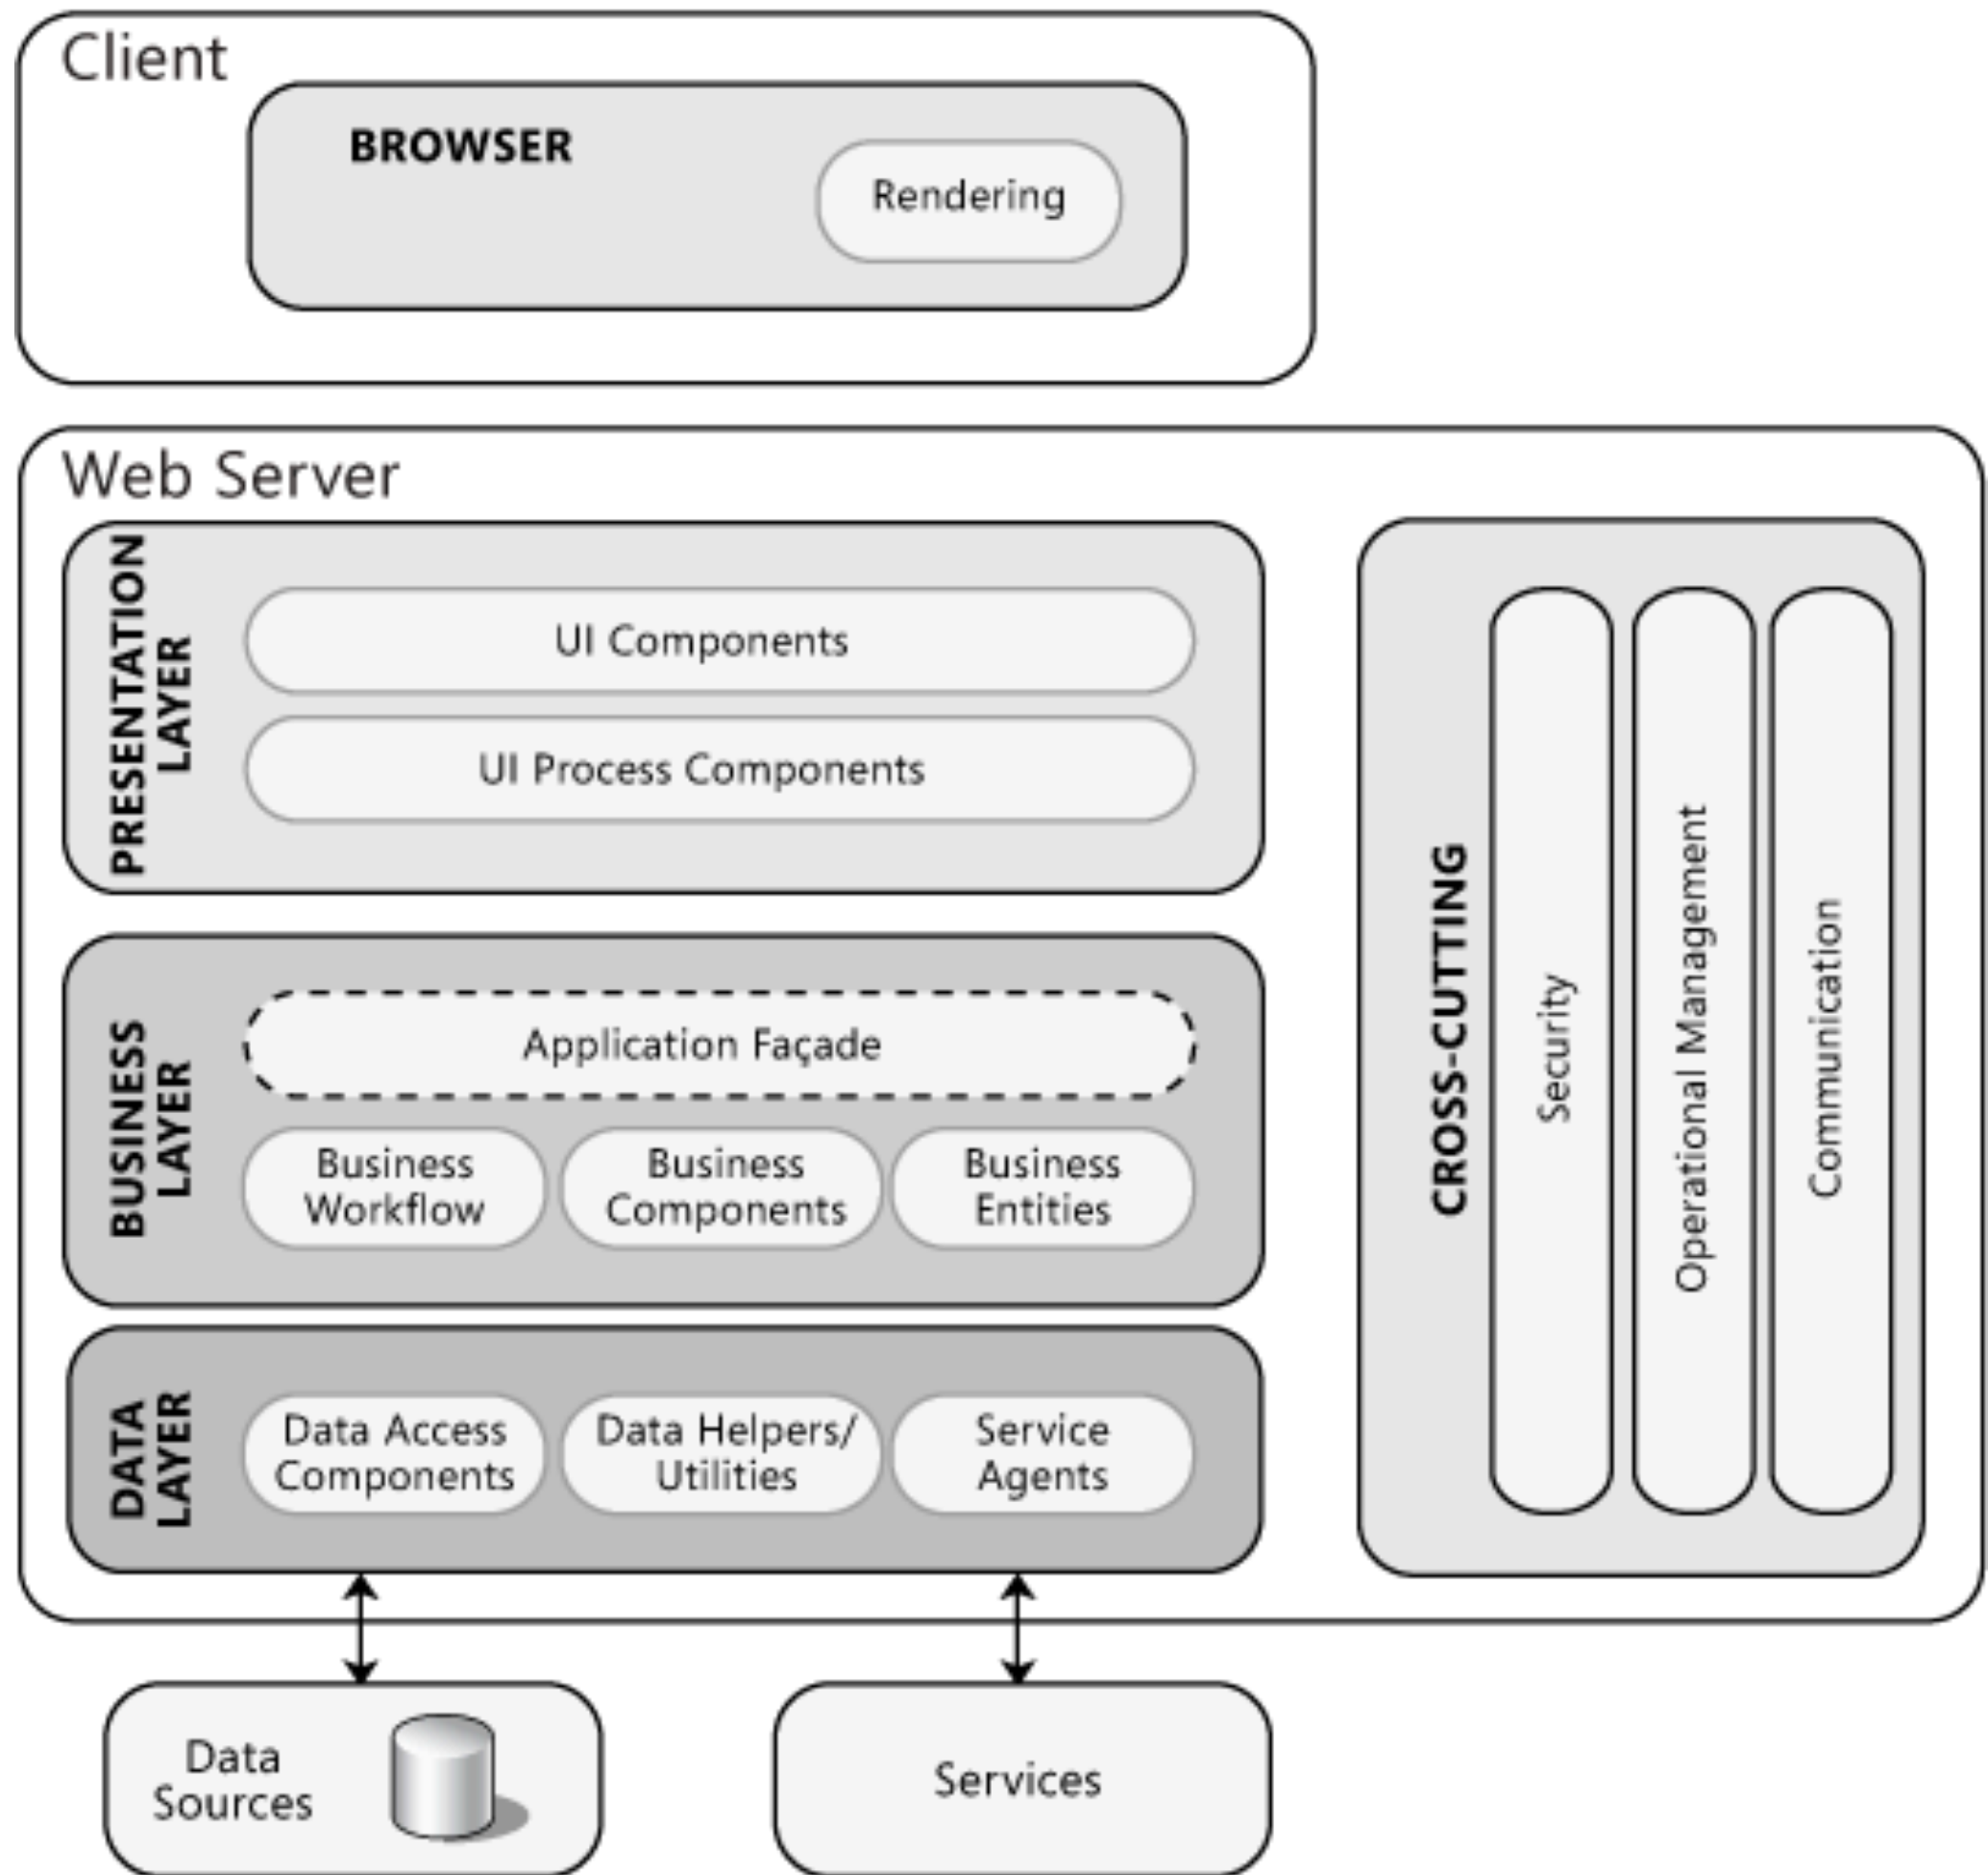 Client
BROWSER
Rendering
Web Server
PRESENTATION
LAYER
UI Components
UI Process Components
BUSINESS
LAYER
Application Façade
Business
Workflow
Business
Components
Business
Entities
DATA
LAYER
Data Access
Components
Data Helpers/
Utilities
Service
Agents
CROSS-CUTTING
Security
Operational Management
Communication
Data
Sources
Services